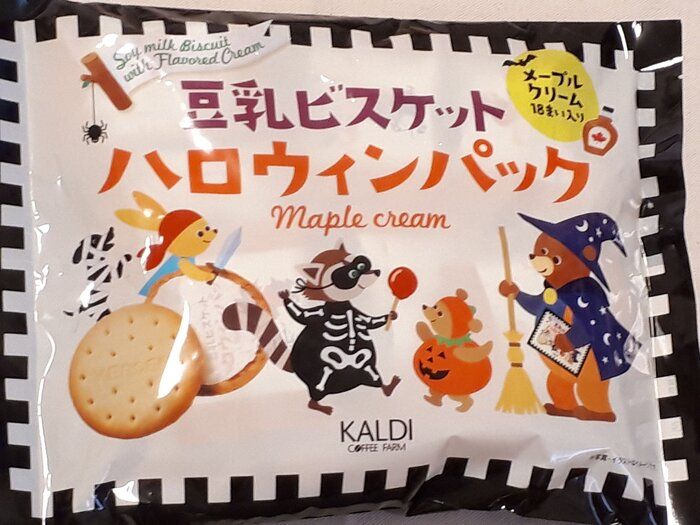 Soy milk Biscuit
with Flavored Cream
豆乳ビスケット
メープル
クリーム
18まい入り
ハロウィンパック
Maple cream
KALDI
COFFEE FARM